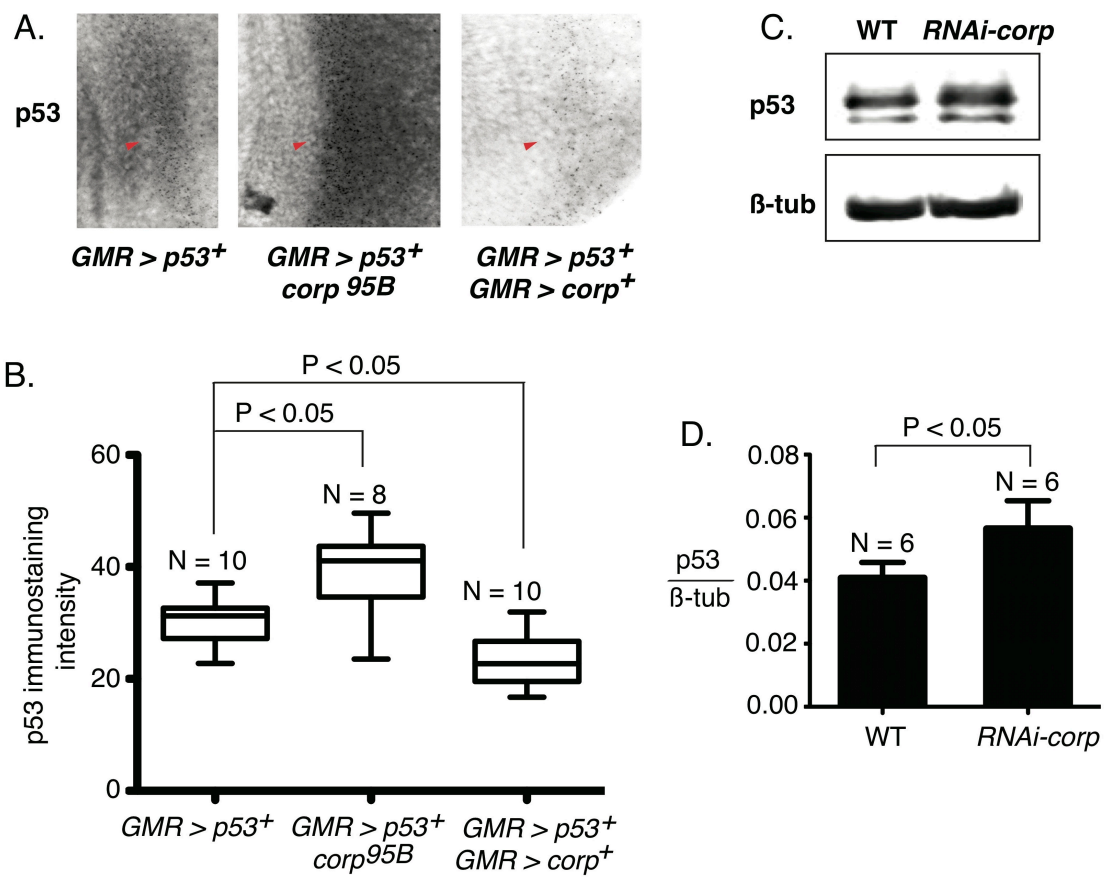 A.
p53
GMR > p53+
GMR > p53+
corp 95B
GMR > p53+
GMR > corp+
C.
WT RNAi-corp
p53
ß-tub
B.
P < 0.05
P < 0.05
60
40
20
0
p53 immunostaining
intensity
N = 10
N = 8
N = 10
GMR > p53+
GMR > p53+
corp95B
GMR > p53+
GMR > corp+
D.
P < 0.05
0.08
0.06
0.04
0.02
0.00
p53
ß-tub
N = 6
N = 6
WT
RNAi-corp